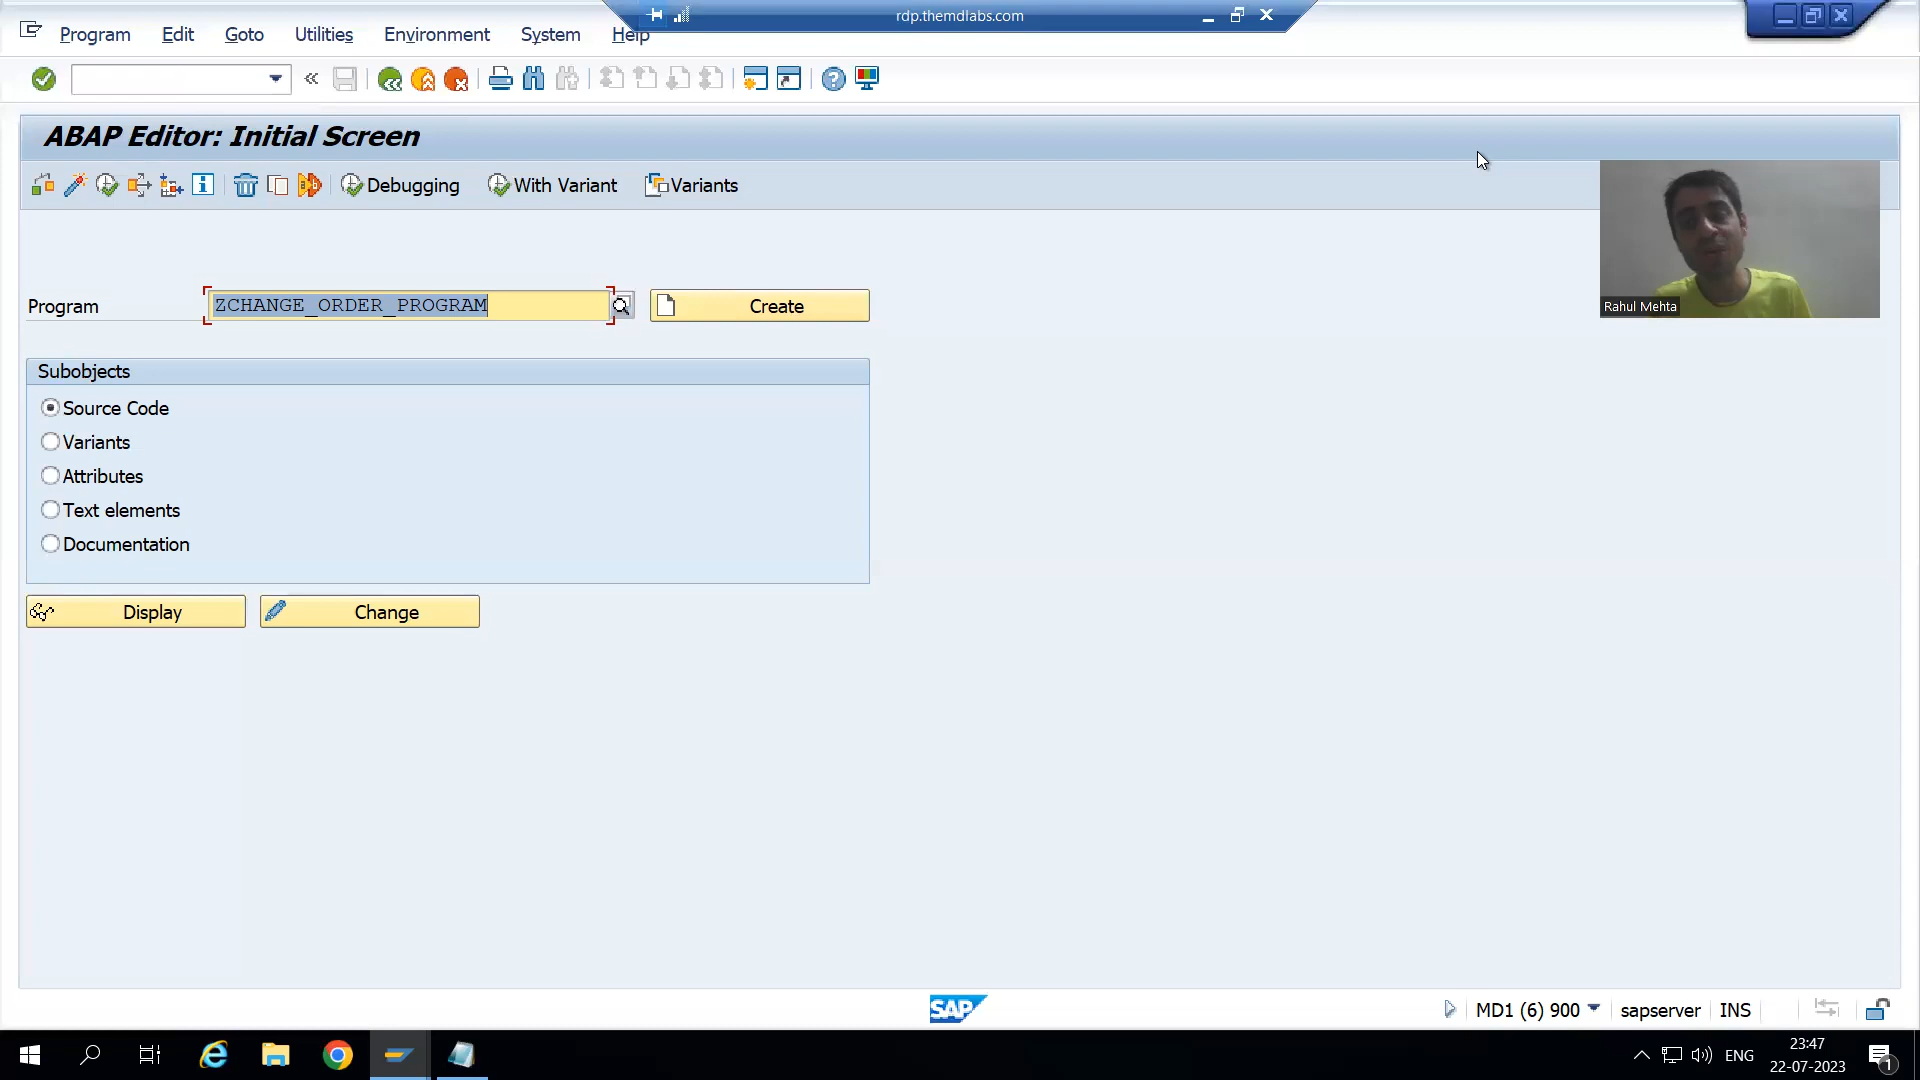 rdp.themdlabs.com
Program Edit Goto Utilities Environment System Help
ABAP Editor: Initial Screen
Debugging With Variant Variants
Program ZCHANGE_ORDER_PROGRAM Create
Rahul Mehta
Subobjects
Source Code
Variants
Attributes
Text elements
Documentation
Display Change
SAP MD1 (6) 900 sapserver INS
ENG 23:47
22-07-2023 1